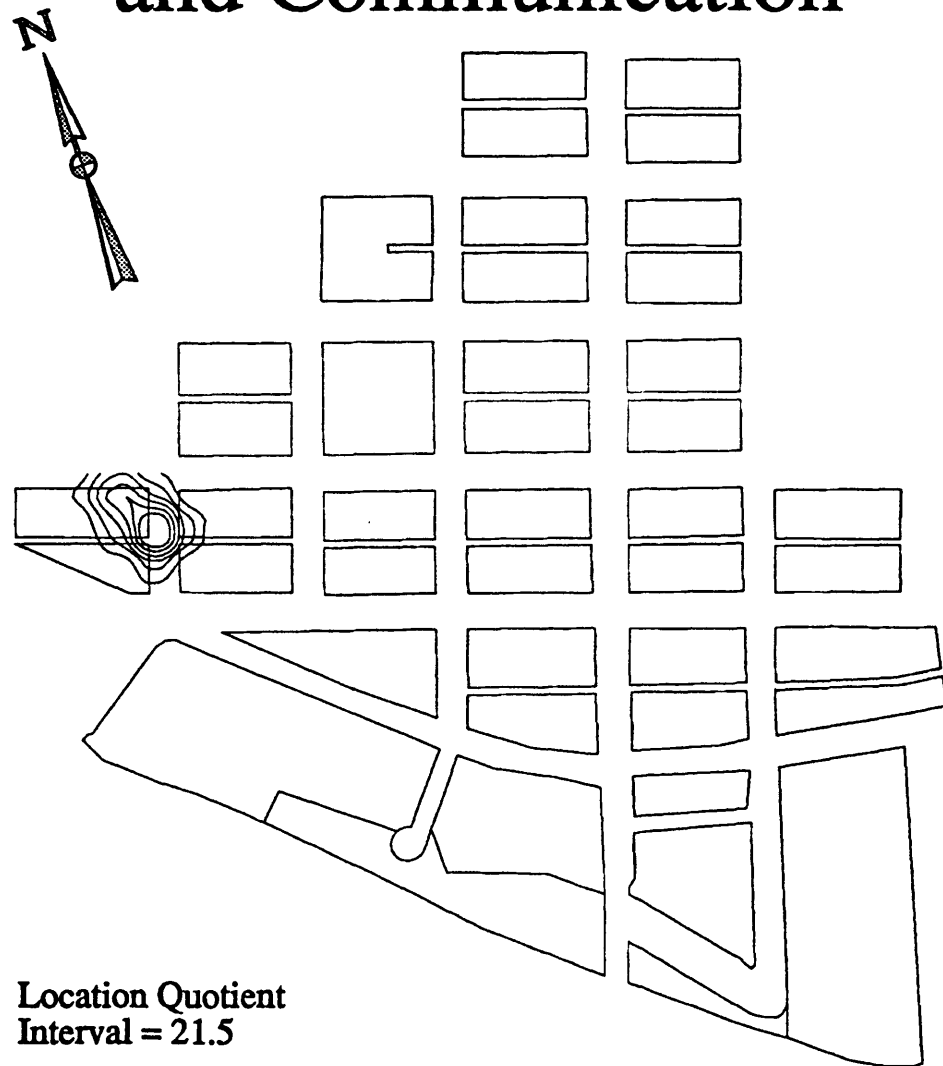 and Communication
N
Location Quotient
Interval = 21.5